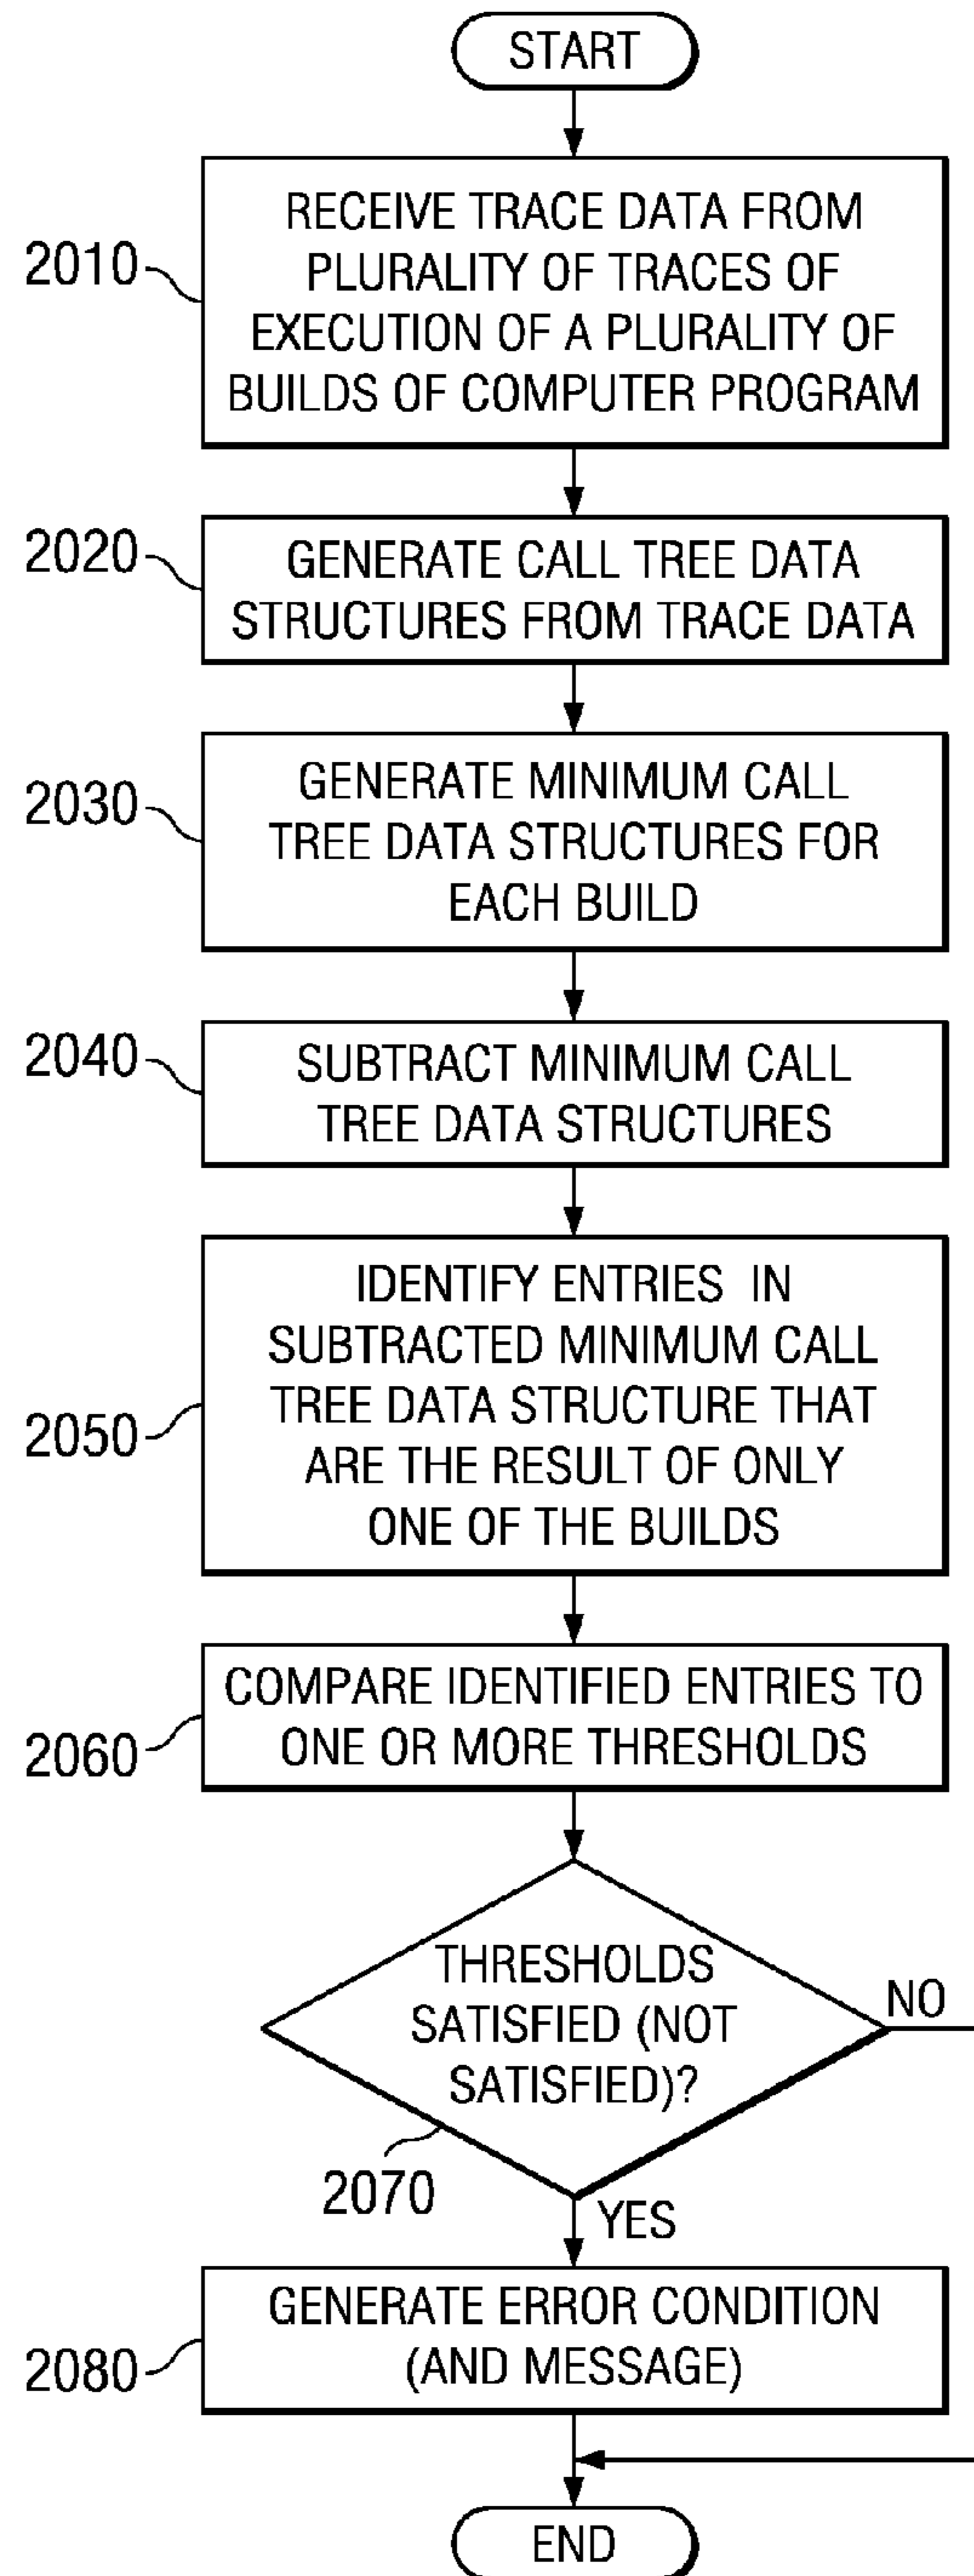 START
2010
RECEIVE TRACE DATA FROM
PLURALITY OF TRACES OF
EXECUTION OF A PLURALITY OF
BUILDS OF COMPUTER PROGRAM
2020
GENERATE CALL TREE DATA
STRUCTURES FROM TRACE DATA
2030
GENERATE MINIMUM CALL
TREE DATA STRUCTURES FOR
EACH BUILD
2040
SUBTRACT MINIMUM CALL
TREE DATA STRUCTURES
2050
IDENTIFY ENTRIES IN
SUBTRACTED MINIMUM CALL
TREE DATA STRUCTURE THAT
ARE THE RESULT OF ONLY
ONE OF THE BUILDS
2060
COMPARE IDENTIFIED ENTRIES TO
ONE OR MORE THRESHOLDS
THRESHOLDS
SATISFIED (NOT
SATISFIED)?
NO
2070
YES
2080
GENERATE ERROR CONDITION
(AND MESSAGE)
END